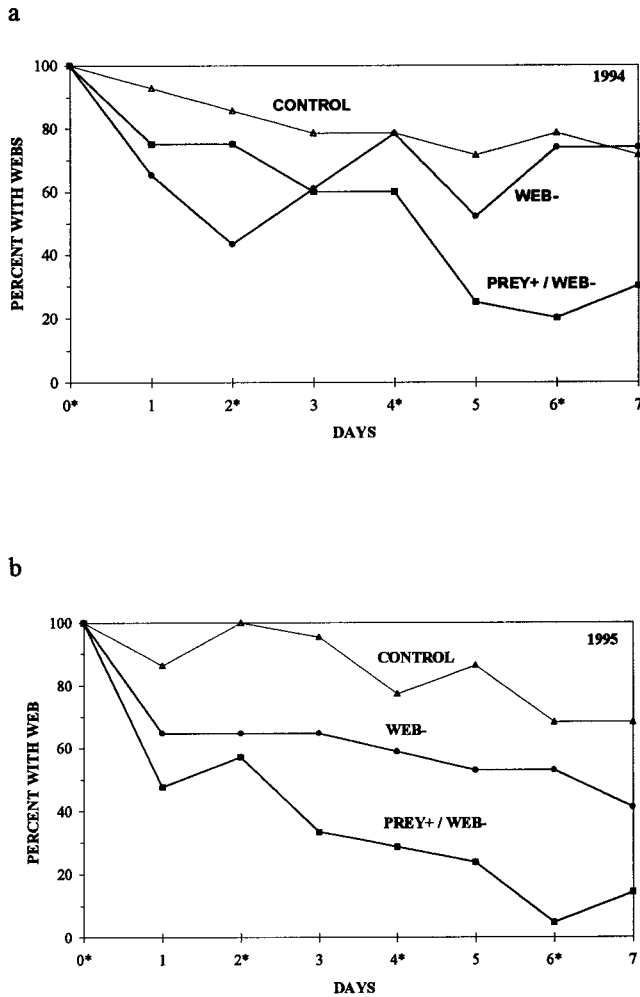 a
1994
100
80
60
40
20
0
PERCENT WITH WEBS
CONTROL
WEB-
PREY+ / WEB-
0* 1 2* 3 4* 5 6* 7
DAYS
b
1995
100
80
60
40
20
0
PERCENT WITH WEB
CONTROL
WEB-
PREY+ / WEB-
0* 1 2* 3 4* 5 6* 7
DAYS